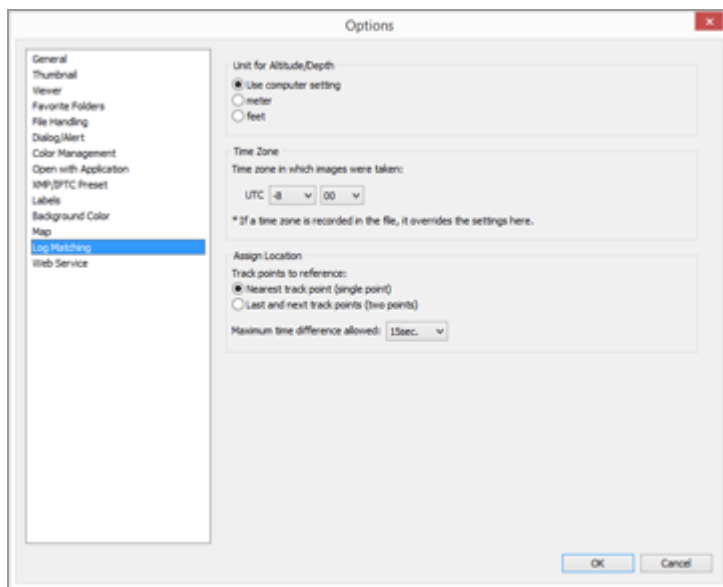 Options
General
Thumbnail
Viewer
Favorite Folders
File Handling
Dialog/Alert
Color Management
Open with Application
XMP/IPTC Preset
Labels
Background Color
Map
Log Matching
Web Service
Unit for Altitude/Depth
Use computer setting
meter
feet
Time Zone
Time zone in which images were taken:
UTC -8 00
* If a time zone is recorded in the file, it overrides the settings here.
Assign Location
Track points to reference:
Nearest track point (single point)
Last and next track points (two points)
Maximum time difference allowed: 15sec.
OK Cancel